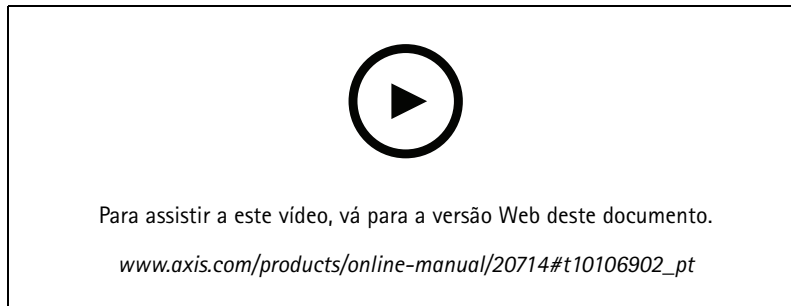 Para assistir a este vídeo, vá para a versão Web deste documento.
www.axis.com/products/online-manual/20714#t10106902_pt